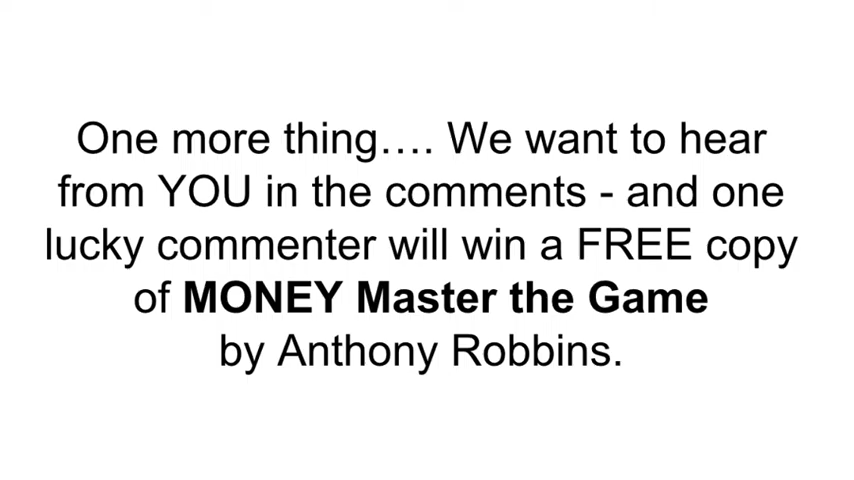 One more thing…. We want to hear
from YOU in the comments - and one
lucky commenter will win a FREE copy
of MONEY Master the Game
by Anthony Robbins.